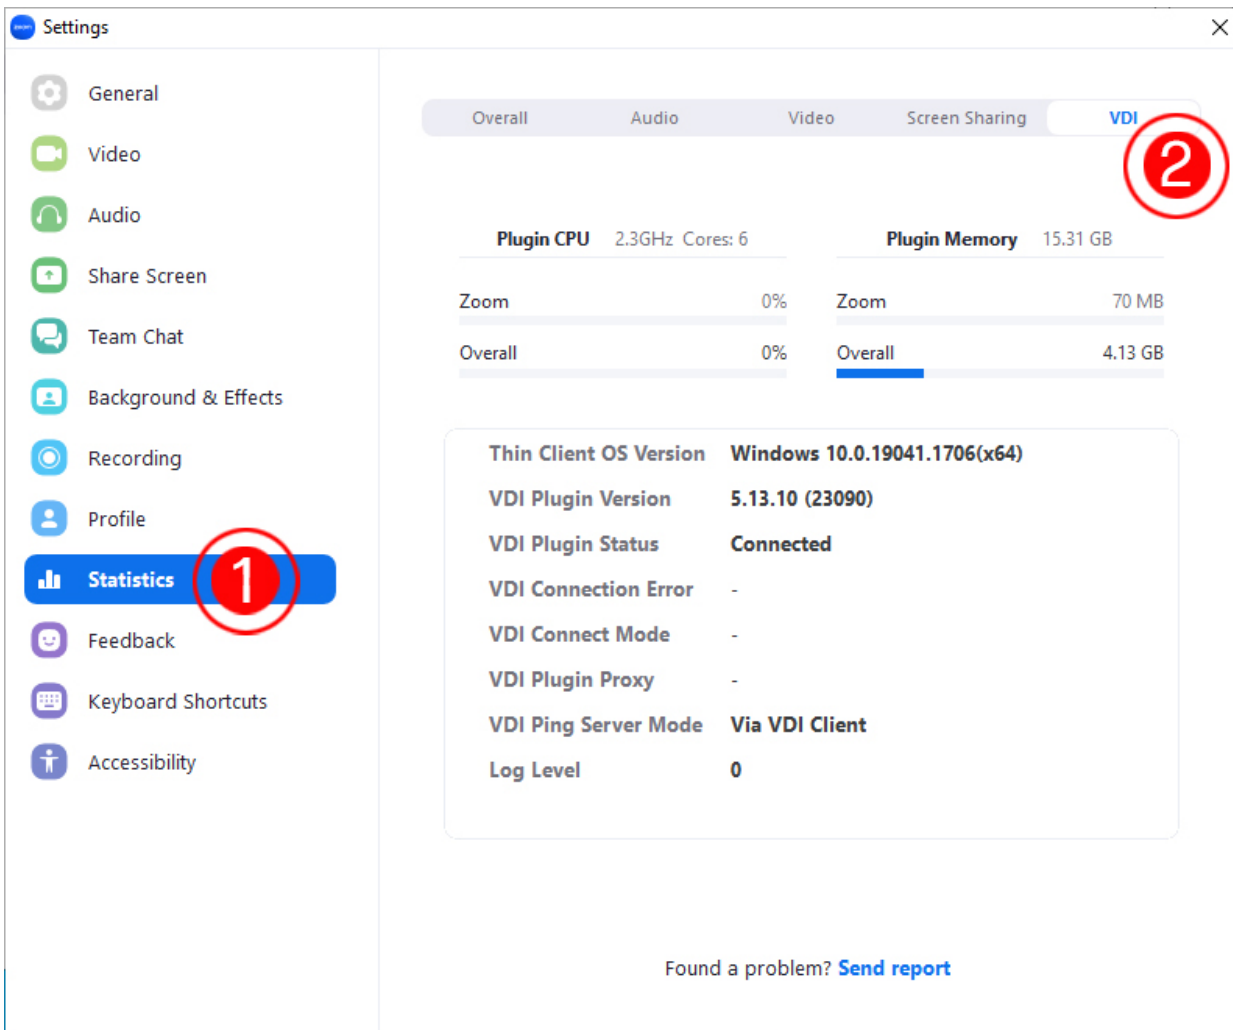 Settings
General
Video
Audio
Share Screen
Team Chat
Background & Effects
Recording
Profile
Statistics 1
Feedback
Keyboard Shortcuts
Accessibility
Overall Audio Video Screen Sharing VDI
2
Plugin CPU 2.3GHz Cores: 6
Zoom 0%
Overall 0%
Plugin Memory 15.31 GB
Zoom 70 MB
Overall 4.13 GB
Thin Client OS Version Windows 10.0.19041.1706(x64)
VDI Plugin Version 5.13.10 (23090)
VDI Plugin Status Connected
VDI Connection Error -
VDI Connect Mode -
VDI Plugin Proxy -
VDI Ping Server Mode Via VDI Client
Log Level 0
Found a problem? Send report